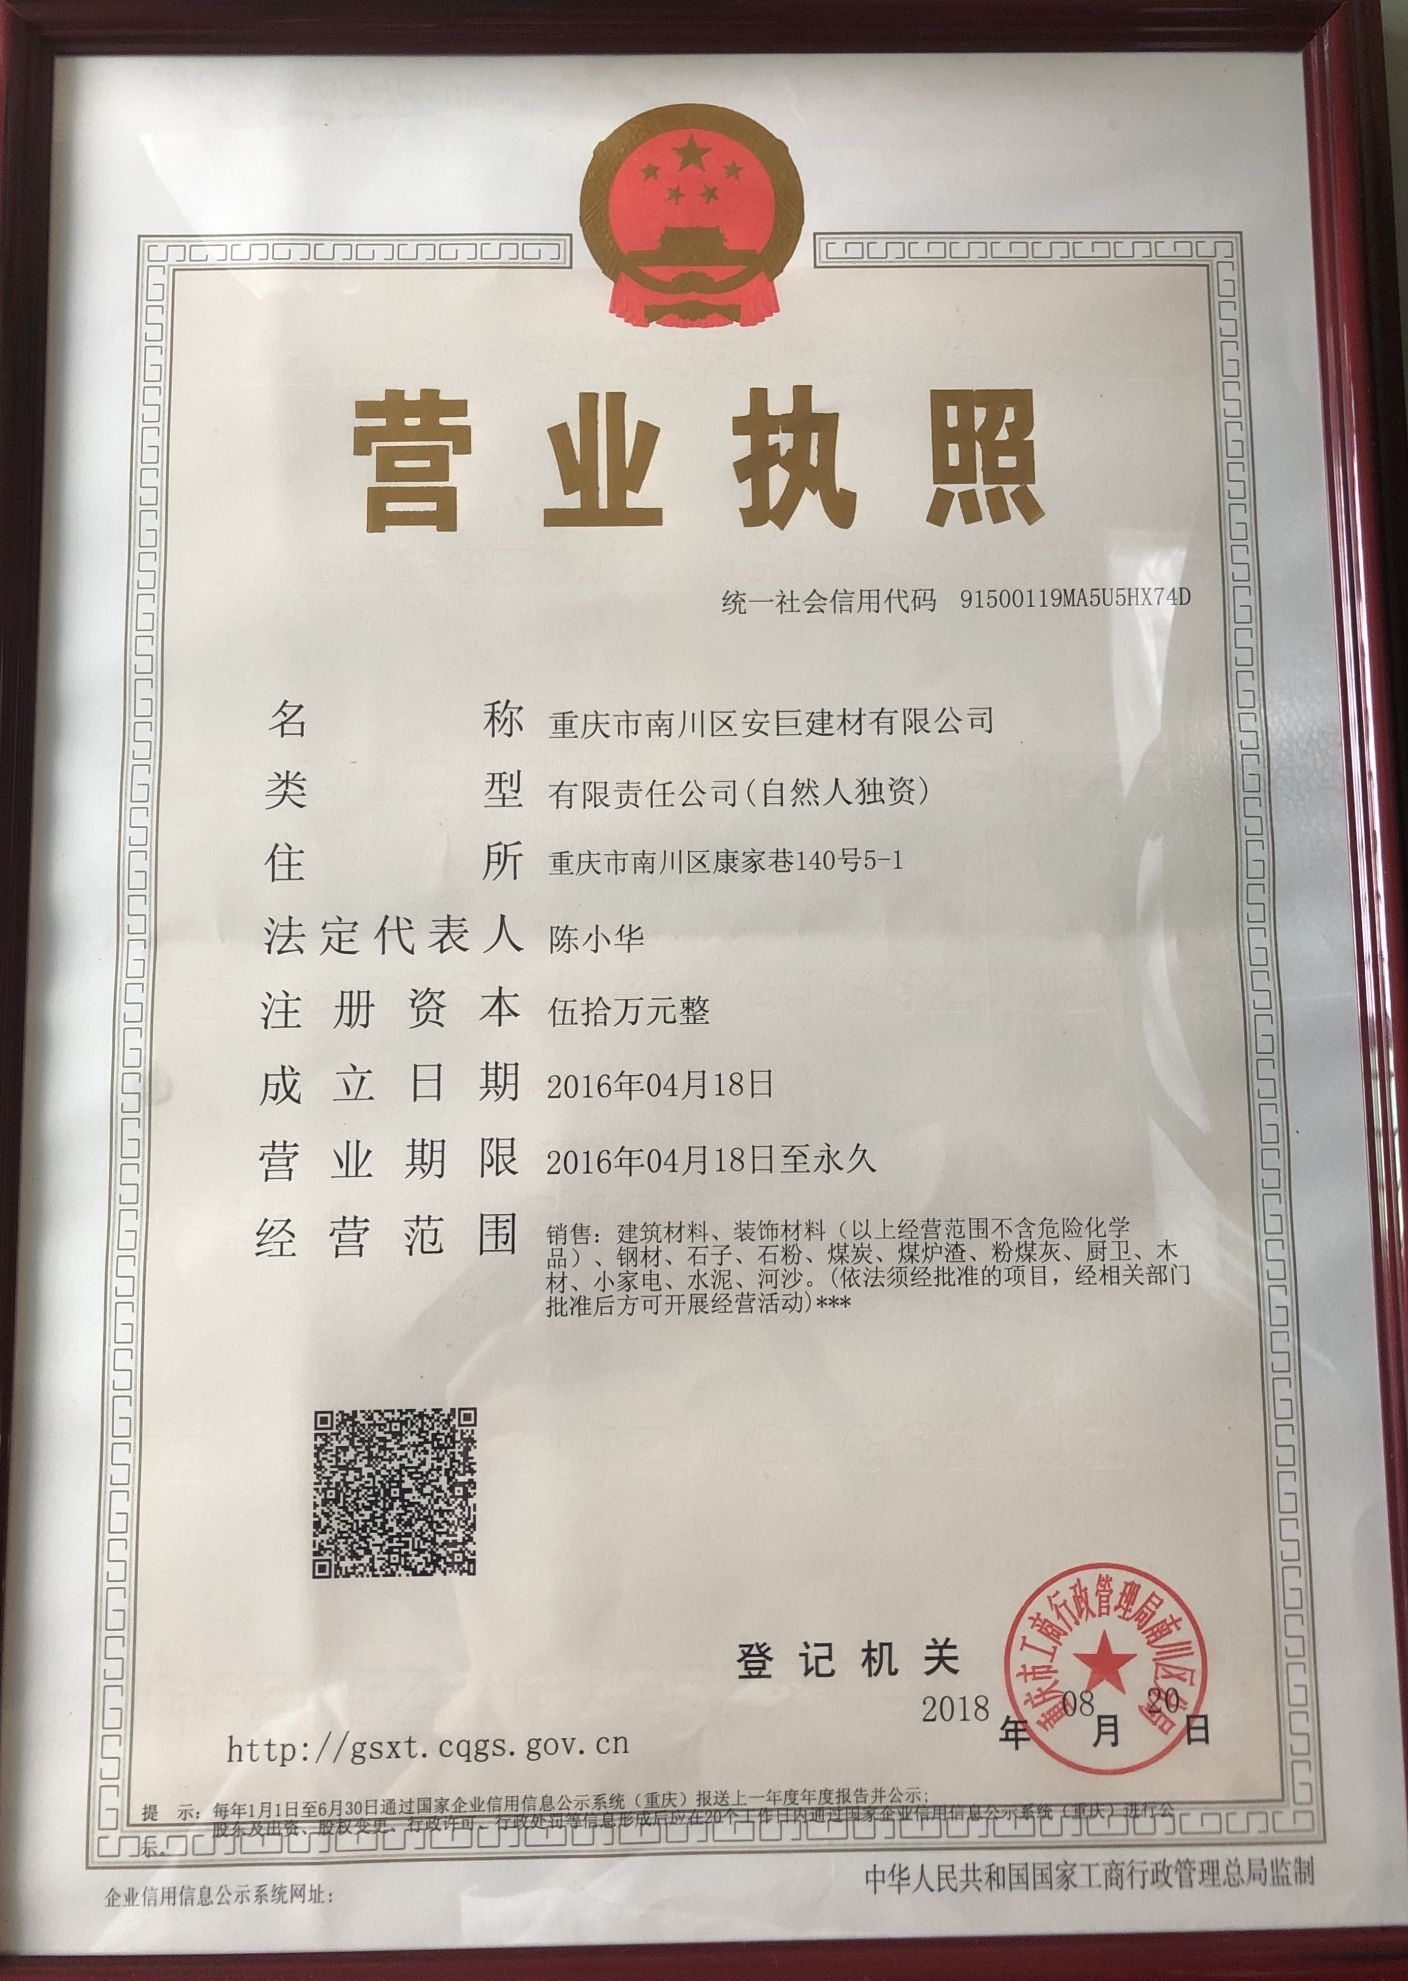 营业执照
统一社会信用代码 91500119MA5U5HX74D
名称 重庆市南川区安巨建材有限公司
类型 有限责任公司(自然人独资)
住所 重庆市南川区康家巷140号5-1
法定代表人 陈小华
注册资本 伍拾万元整
成立日期 2016年04月18日
营业期限 2016年04月18日至永久
经营范围 销售：建筑材料、装饰材料（以上经营范围不含危险化学
品）、钢材、石子、石粉、煤炭、煤炉渣、粉煤灰、厨卫、木
材、小家电、水泥、河沙。(依法须经批准的项目，经相关部门
批准后方可开展经营活动)***
登记机关
重庆市工商行政管理局南川区分局
2018年08月20日
http://gsxt.cqgs.gov.cn
提示：每年1月1日至6月30日通过国家企业信用信息公示系统（重庆）报送上一年度年度报告并公示;
股东及出资、股权变更、行政许可、行政处罚等信息形成后应在20个工作日内通过国家企业信用信息公示系统（重庆）进行公
示。
企业信用信息公示系统网址：
中华人民共和国国家工商行政管理总局监制